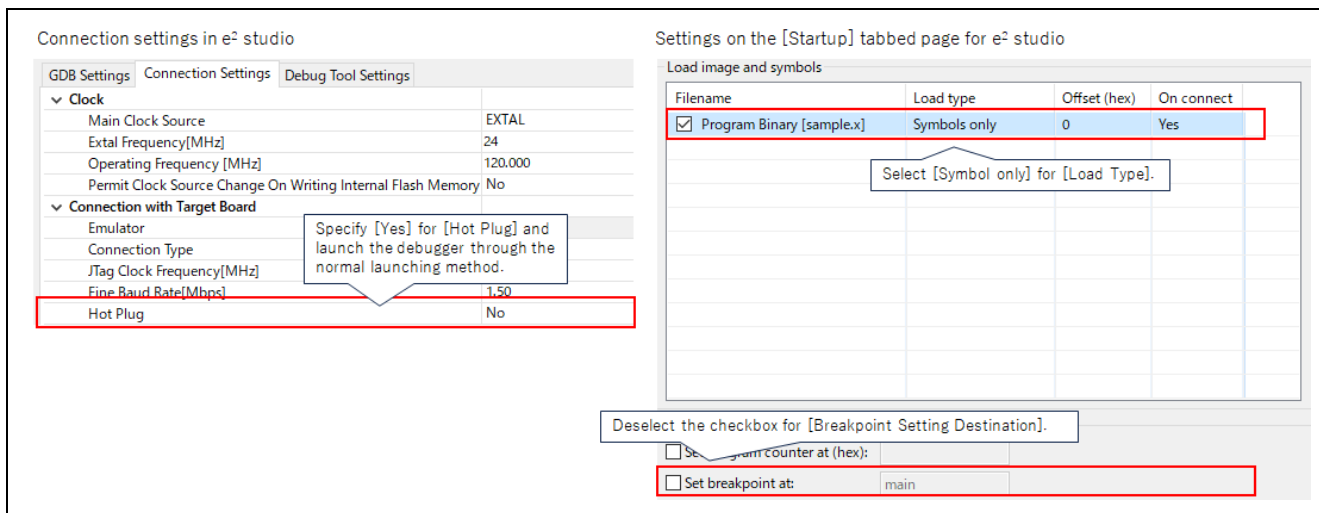 Connection settings in e² studio
GDB Settings Connection Settings Debug Tool Settings
Clock
Main Clock Source EXTAL
Extal Frequency[MHz] 24
Operating Frequency [MHz] 120.000
Permit Clock Source Change On Writing Internal Flash Memory No
Connection with Target Board
Emulator
Connection Type
JTag Clock Frequency[MHz]
Fine Baud Rate[Mbps] 1.50
Hot Plug No
Specify [Yes] for [Hot Plug] and
launch the debugger through the
normal launching method.
Settings on the [Startup] tabbed page for e² studio
Load image and symbols
Filename Load type Offset (hex) On connect
Program Binary [sample.x] Symbols only 0 Yes
Select [Symbol only] for [Load Type].
Deselect the checkbox for [Breakpoint Setting Destination].
counter at (hex):
Set breakpoint at: main